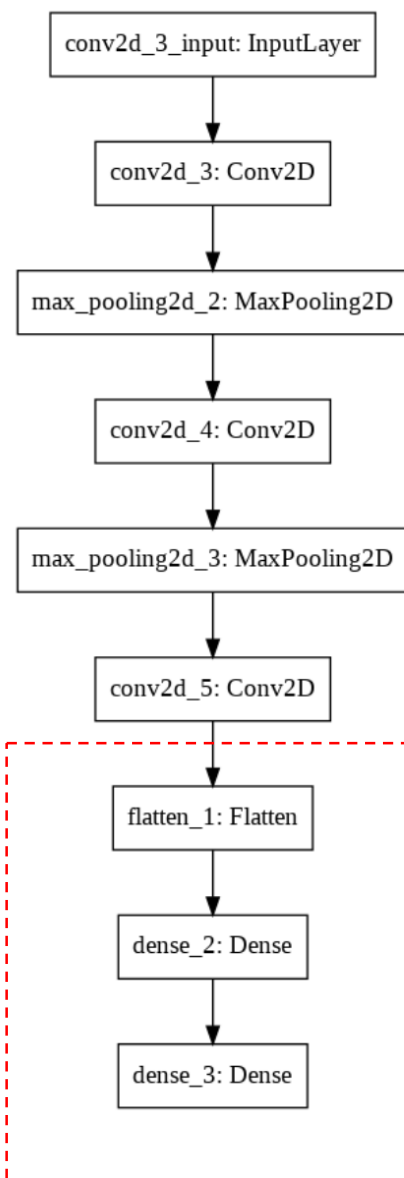 conv2d_3_input: InputLayer
conv2d_3: Conv2D
max_pooling2d_2: MaxPooling2D
conv2d_4: Conv2D
max_pooling2d_3: MaxPooling2D
conv2d_5: Conv2D
flatten_1: Flatten
dense_2: Dense
dense_3: Dense